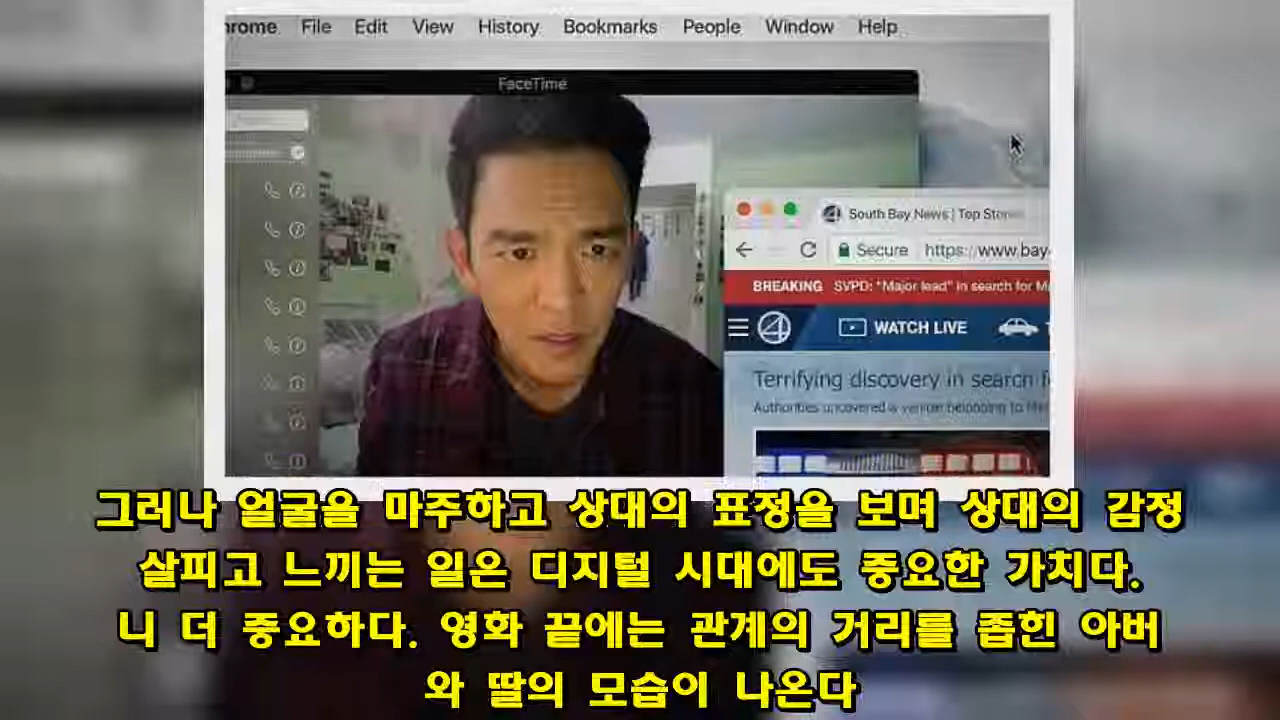 hrome File Edit View History Bookmarks People Window Help
FaceTime
South Bay News | Top Stories
Secure https://www.bay
BREAKING SVPD: "Major lead" in search for M
WATCH LIVE
Terrifying discovery in search f
Authorities uncovered a vehicle belonging to
그러나 얼굴을 마주하고 상대의 표정을 보며 상대의 감정
살피고 느끼는 일은 디지털 시대에도 중요한 가치다.
니 더 중요하다. 영화 끝에는 관계의 거리를 좁힌 아버
와 딸의 모습이 나온다